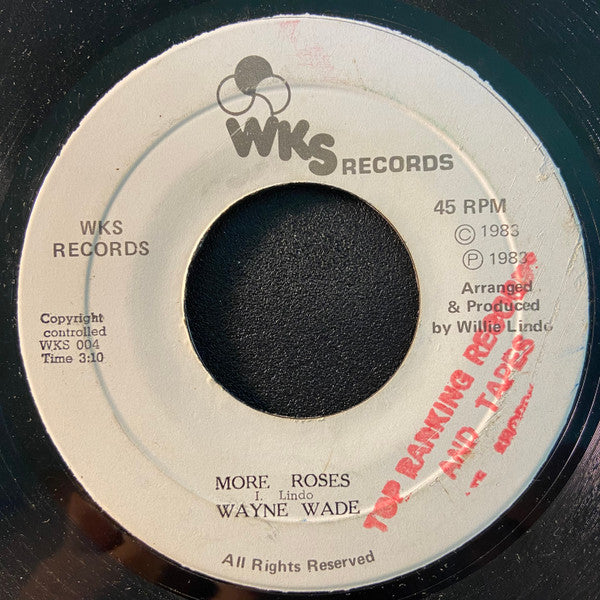 WKS RECORDS
WKS
RECORDS
45 RPM
© 1983
℗ 1983
Arranged
& Produced
by Willie Lindo
Copyright
controlled
WKS 004
Time 3:10
TOP RANKING RECORDS
AND TAPES
MORE ROSES
I. Lindo
WAYNE WADE
All Rights Reserved